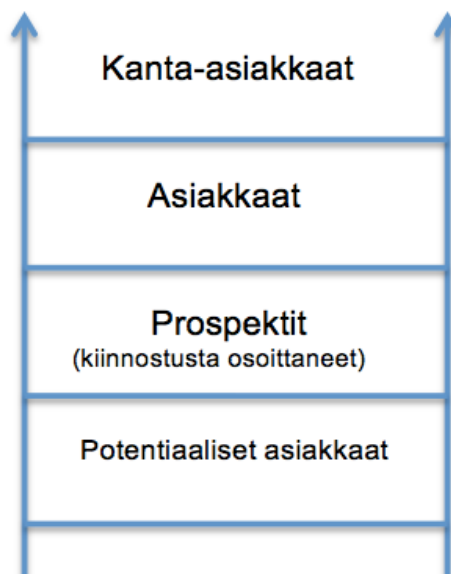 Kanta-asiakkaat
Asiakkaat
Prospektit
(kiinnostusta osoittaneet)
Potentiaaliset asiakkaat